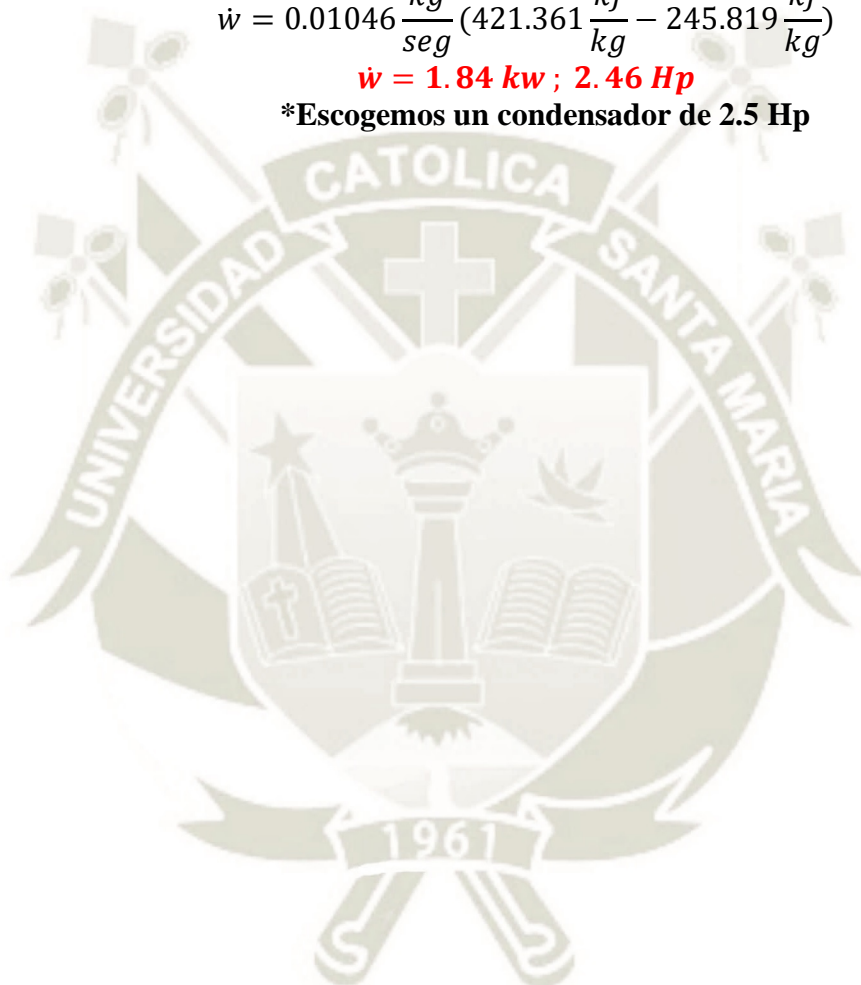 ẇ = 0.01046 kg/seg (421.361 kj/kg − 245.819 kj/kg)
ẇ = 1.84 kw ; 2.46 Hp
*Escogemos un condensador de 2.5 Hp
UNIVERSIDAD CATOLICA SANTA MARIA
1961